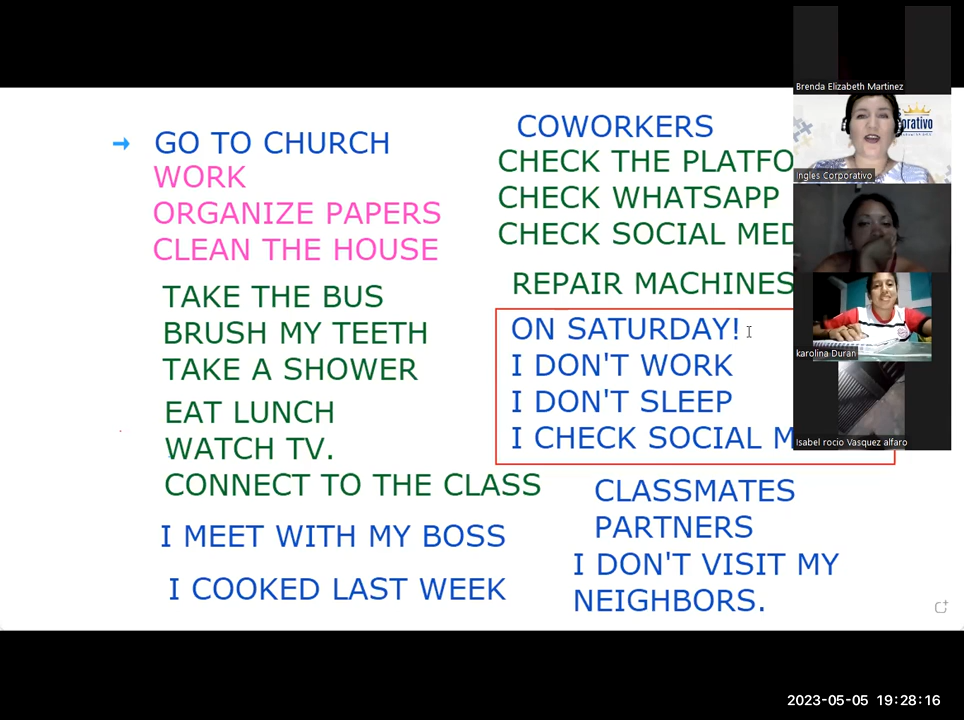 GO TO CHURCH
WORK
ORGANIZE PAPERS
CLEAN THE HOUSE
TAKE THE BUS
BRUSH MY TEETH
TAKE A SHOWER
EAT LUNCH
WATCH TV.
CONNECT TO THE CLASS
I MEET WITH MY BOSS
I COOKED LAST WEEK
COWORKERS
CHECK THE PLATFO
CHECK WHATSAPP
CHECK SOCIAL MED
REPAIR MACHINES
ON SATURDAY!
I DON'T WORK
I DON'T SLEEP
I CHECK SOCIAL M
CLASSMATES
PARTNERS
I DON'T VISIT MY
NEIGHBORS.
Brenda Elizabeth Martinez
orativo
Ingles Corporativo
karolina Duran
Isabel rocio Vasquez alfaro
2023-05-05 19:28:16